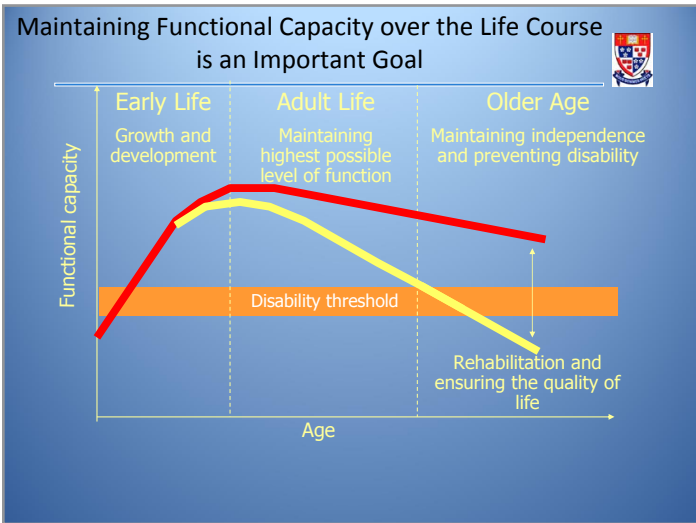 Maintaining Functional Capacity over the Life Course
is an Important Goal
Early Life
Growth and
development
Adult Life
Maintaining
highest possible
level of function
Older Age
Maintaining independence
and preventing disability
Functional capacity
Disability threshold
Rehabilitation and
ensuring the quality of
life
Age